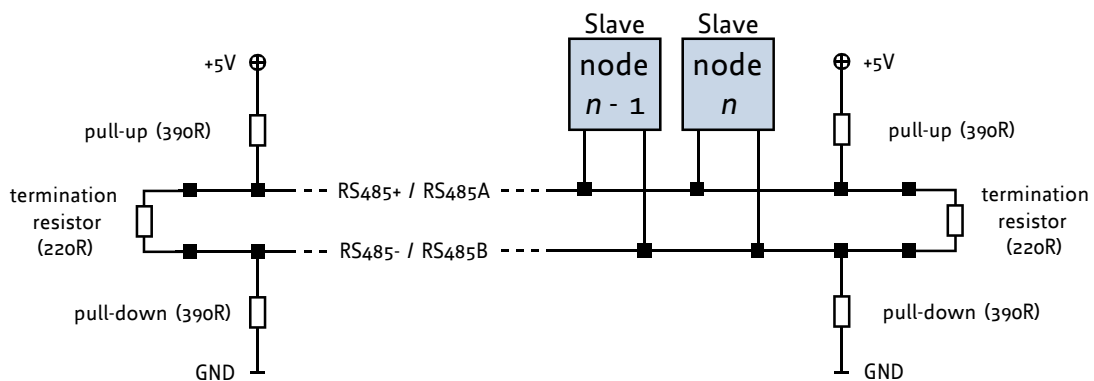 Slave
Slave
node
n - 1
node
n
+5V
+5V
pull-up (390R)
pull-up (390R)
termination
resistor
(220R)
RS485+ / RS485A
termination
resistor
(220R)
RS485- / RS485B
pull-down (390R)
pull-down (390R)
GND
GND